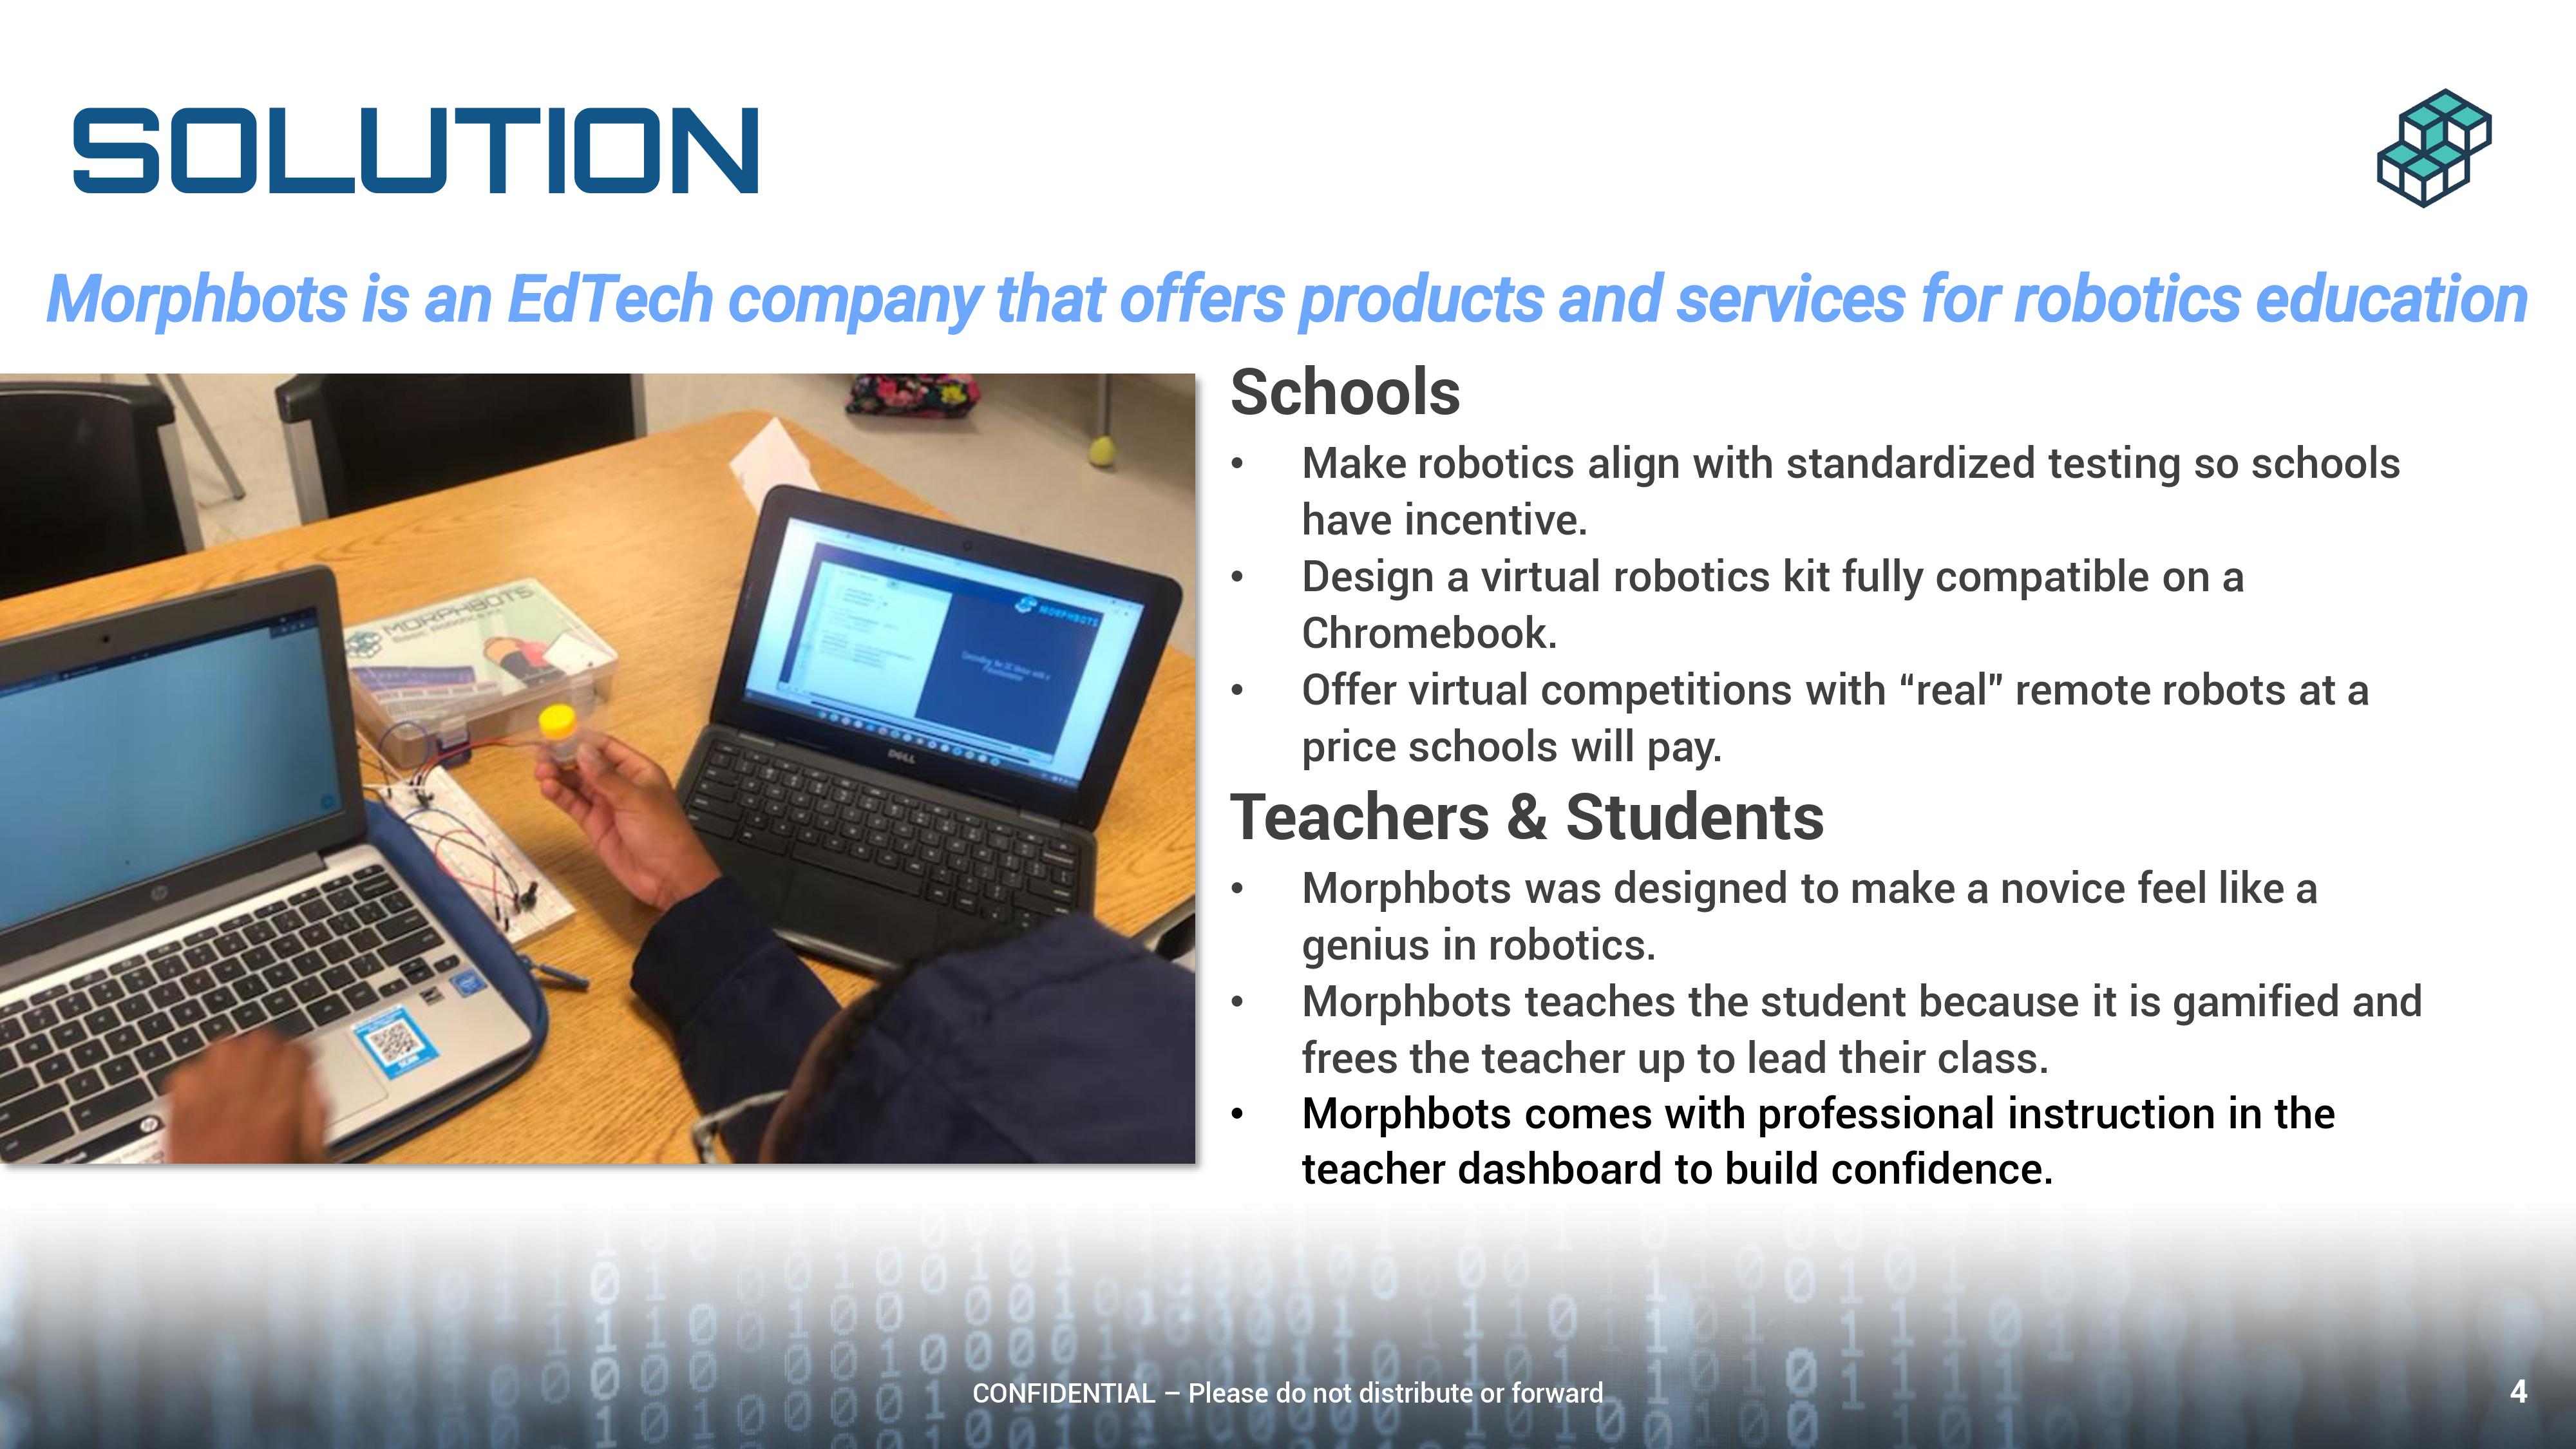 SOLUTION
Morphbots is an EdTech company that offers products and services for robotics education
Schools
• Make robotics align with standardized testing so schools
have incentive.
• Design a virtual robotics kit fully compatible on a
Chromebook.
• Offer virtual competitions with “real” remote robots at a
price schools will pay.
Teachers & Students
• Morphbots was designed to make a novice feel like a
genius in robotics.
• Morphbots teaches the student because it is gamified and
frees the teacher up to lead their class.
• Morphbots comes with professional instruction in the
teacher dashboard to build confidence.
MORPHBOTS
MORPHBOTS
DELL
hp
CONFIDENTIAL – Please do not distribute or forward
4